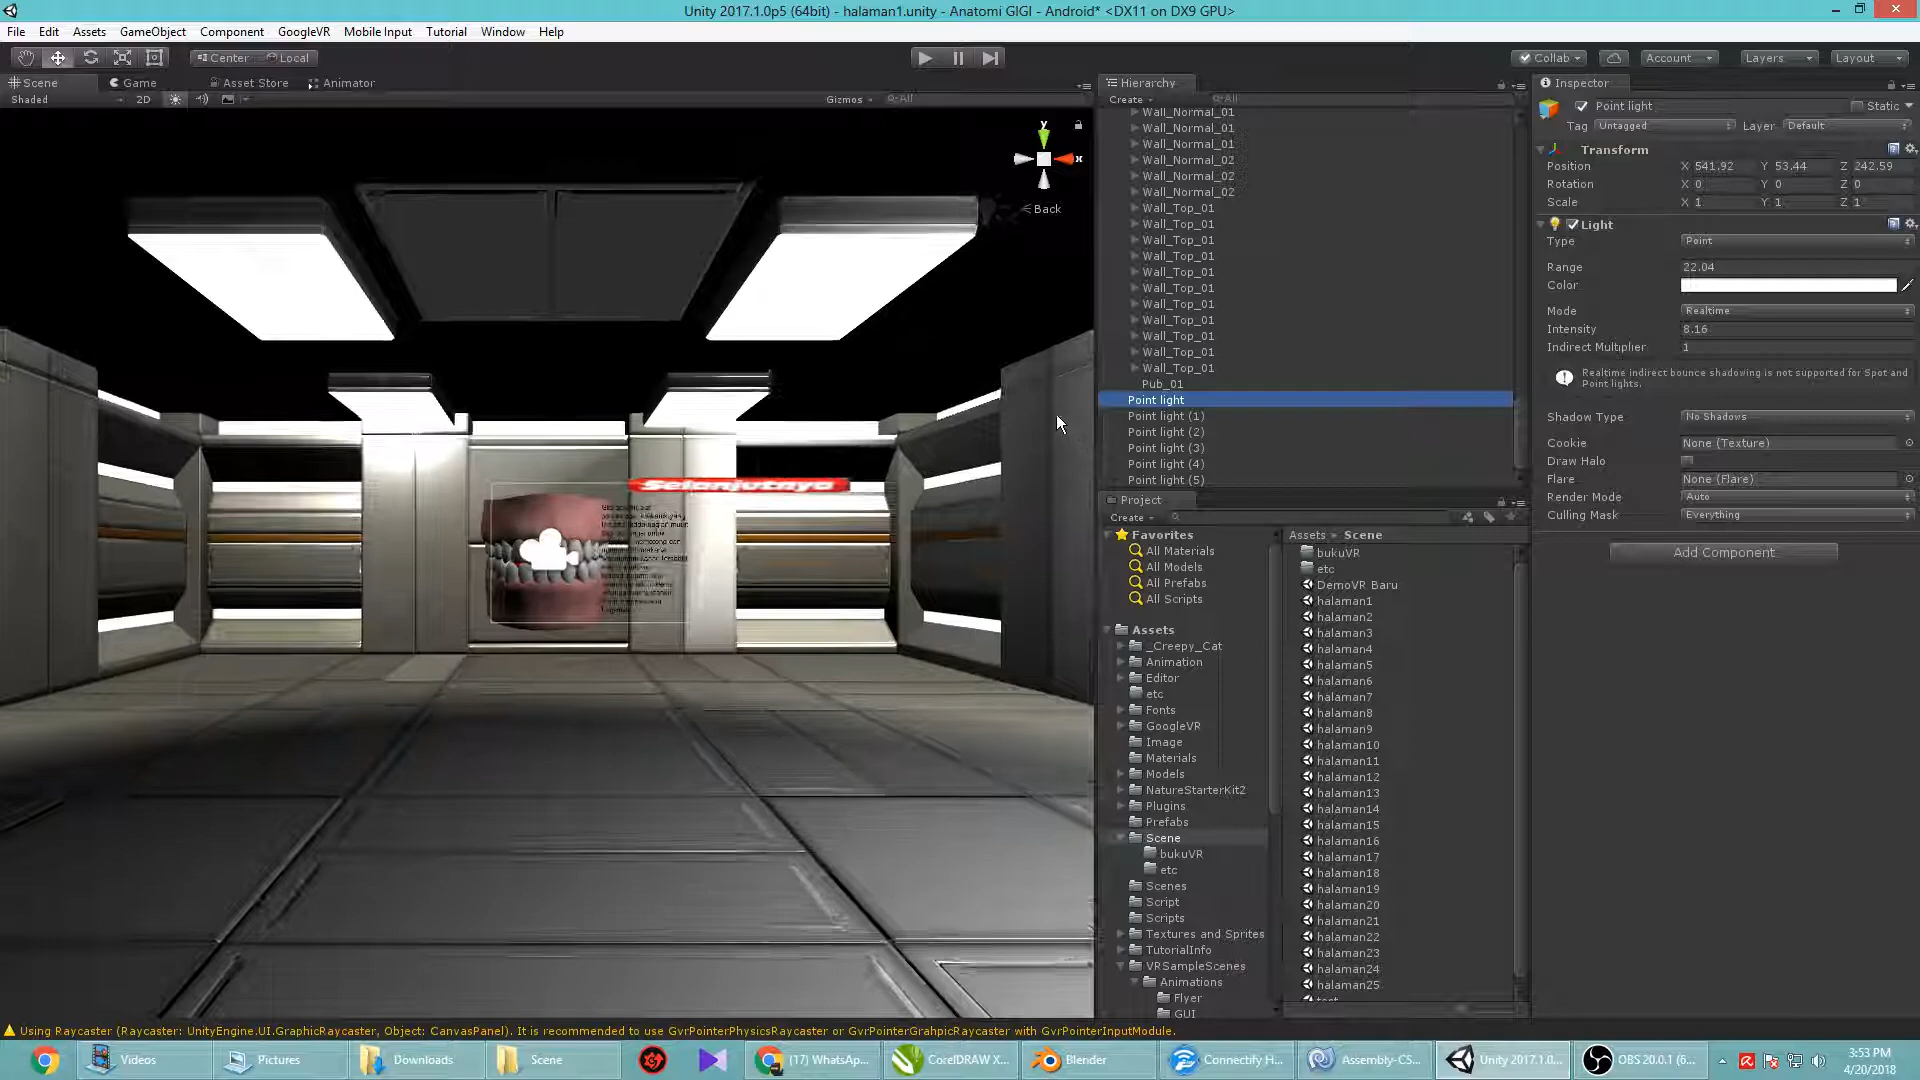 Unity 2017.1.0p5 (64bit) - halaman1.unity - Anatomi GIGI - Android* <DX11 on DX9 GPU>
File Edit Assets GameObject Component GoogleVR Mobile Input Tutorial Window Help
Center Local Collab Account Layers Layout
Scene Game Asset Store Animator
Shaded 2D Gizmos All
y
x
Back
Selanjutnya
Hierarchy
Create All
Wall_Normal_01
Wall_Normal_01
Wall_Normal_01
Wall_Normal_02
Wall_Normal_02
Wall_Normal_02
Wall_Top_01
Wall_Top_01
Wall_Top_01
Wall_Top_01
Wall_Top_01
Wall_Top_01
Wall_Top_01
Wall_Top_01
Wall_Top_01
Wall_Top_01
Wall_Top_01
Pub_01
Point light
Point light (1)
Point light (2)
Point light (3)
Point light (4)
Point light (5)
Project
Create
Favorites
All Materials
All Models
All Prefabs
All Scripts
Assets
_Creepy_Cat
Animation
Editor
etc
Fonts
GoogleVR
Image
Materials
Models
NatureStarterKit2
Plugins
Prefabs
Scene
bukuVR
etc
Scenes
Script
Scripts
Textures and Sprites
TutorialInfo
VRSampleScenes
Animations
Flyer
GUI
Assets Scene
bukuVR
etc
DemoVR Baru
halaman1
halaman2
halaman3
halaman4
halaman5
halaman6
halaman7
halaman8
halaman9
halaman10
halaman11
halaman12
halaman13
halaman14
halaman15
halaman16
halaman17
halaman18
halaman19
halaman20
halaman21
halaman22
halaman23
halaman24
halaman25
Inspector
Point light Static
Tag Untagged Layer Default
Transform
Position X 541.92 Y 53.44 Z 242.59
Rotation X 0 Y 0 Z 0
Scale X 1 Y 1 Z 1
Light
Type Point
Range 22.04
Color
Mode Realtime
Intensity 8.16
Indirect Multiplier 1
Realtime indirect bounce shadowing is not supported for Spot and
Point lights.
Shadow Type No Shadows
Cookie None (Texture)
Draw Halo
Flare None (Flare)
Render Mode Auto
Culling Mask Everything
Add Component
Using Raycaster (Raycaster: UnityEngine.UI.GraphicRaycaster, Object: CanvasPanel). It is recommended to use GvrPointerPhysicsRaycaster or GvrPointerGrahpicRaycaster with GvrPointerInputModule.
Videos Pictures Downloads Scene (17) WhatsAp... CorelDRAW X... Blender Connectify H... Assembly-CS... Unity 2017.1.0... OBS 20.0.1 (6...
3:53 PM
4/20/2018